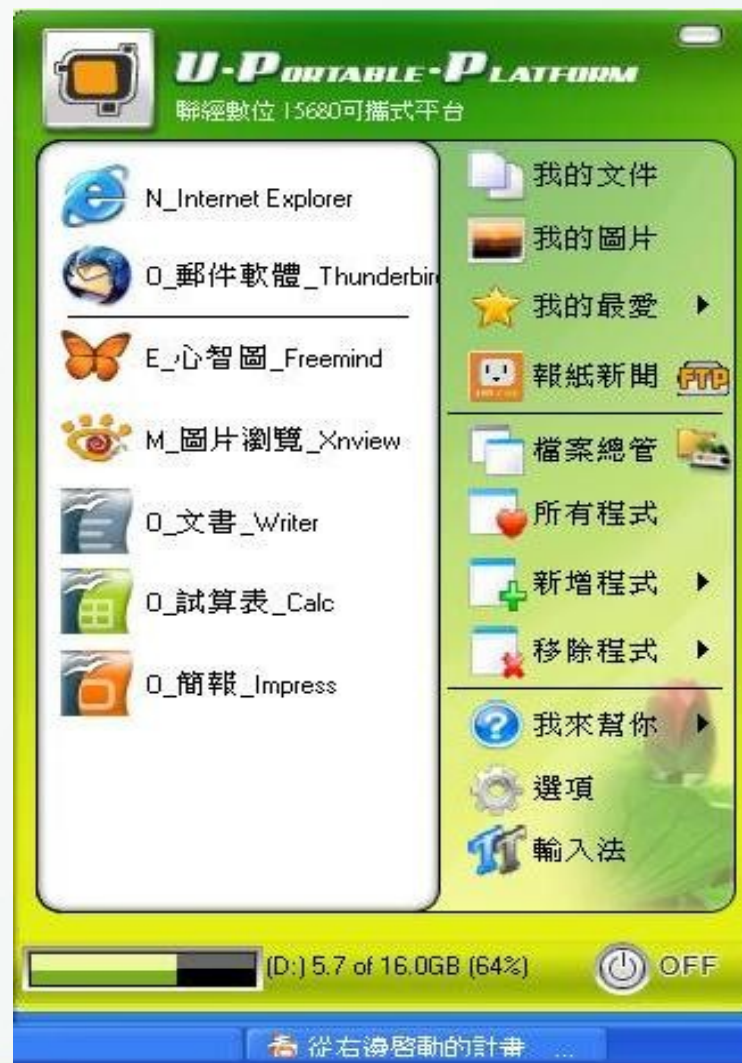 U-PORTABLE-PLATFORM
聯經數位 15680可攜式平台
N_Internet Explorer
O_郵件軟體_Thunderbir
E_心智圖_Freemind
M_圖片瀏覽_Xnview
O_文書_Writer
O_試算表_Calc
O_簡報_Impress
我的文件
我的圖片
我的最愛
報紙新聞 FTP
檔案總管
所有程式
新增程式
移除程式
我來幫你
選項
輸入法
(D:) 5.7 of 16.0GB (64%)
OFF
從右邊啓動的計畫 ...